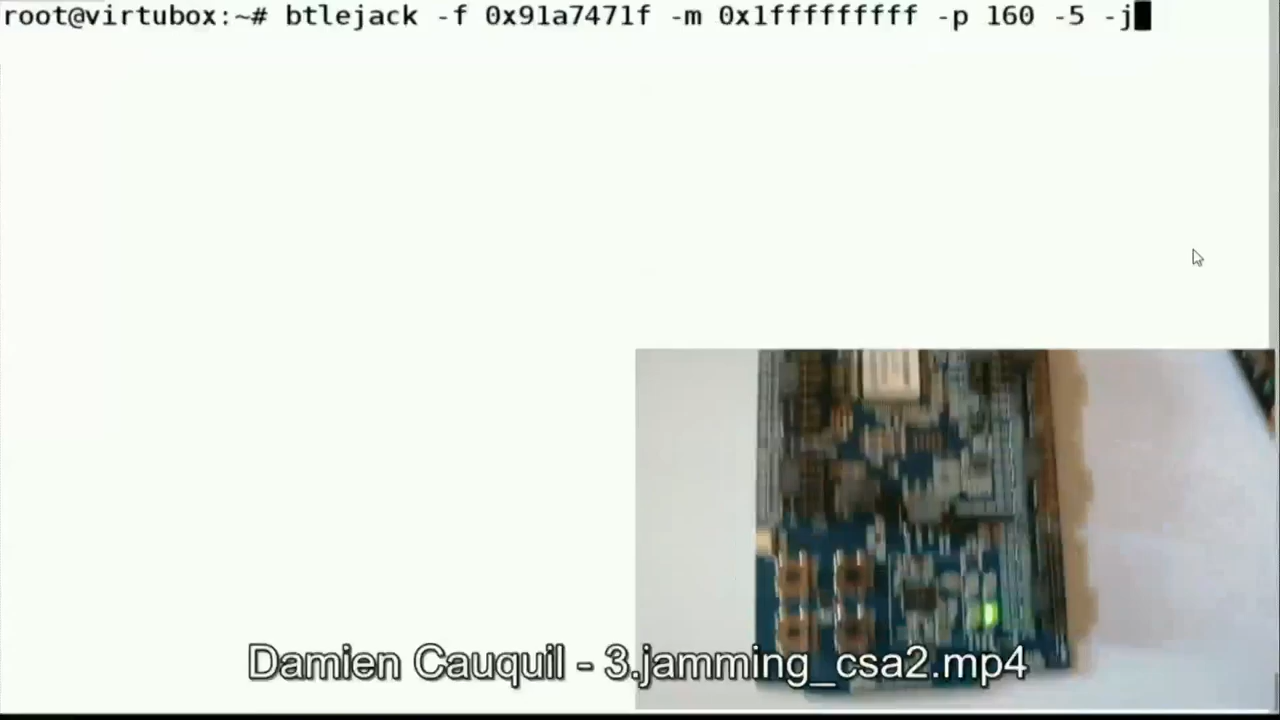 root@virtubox:~# btlejack -f 0x91a7471f -m 0x1fffffffff -p 160 -5 -j
Damien Cauquil - 3.jamming_csa2.mp4